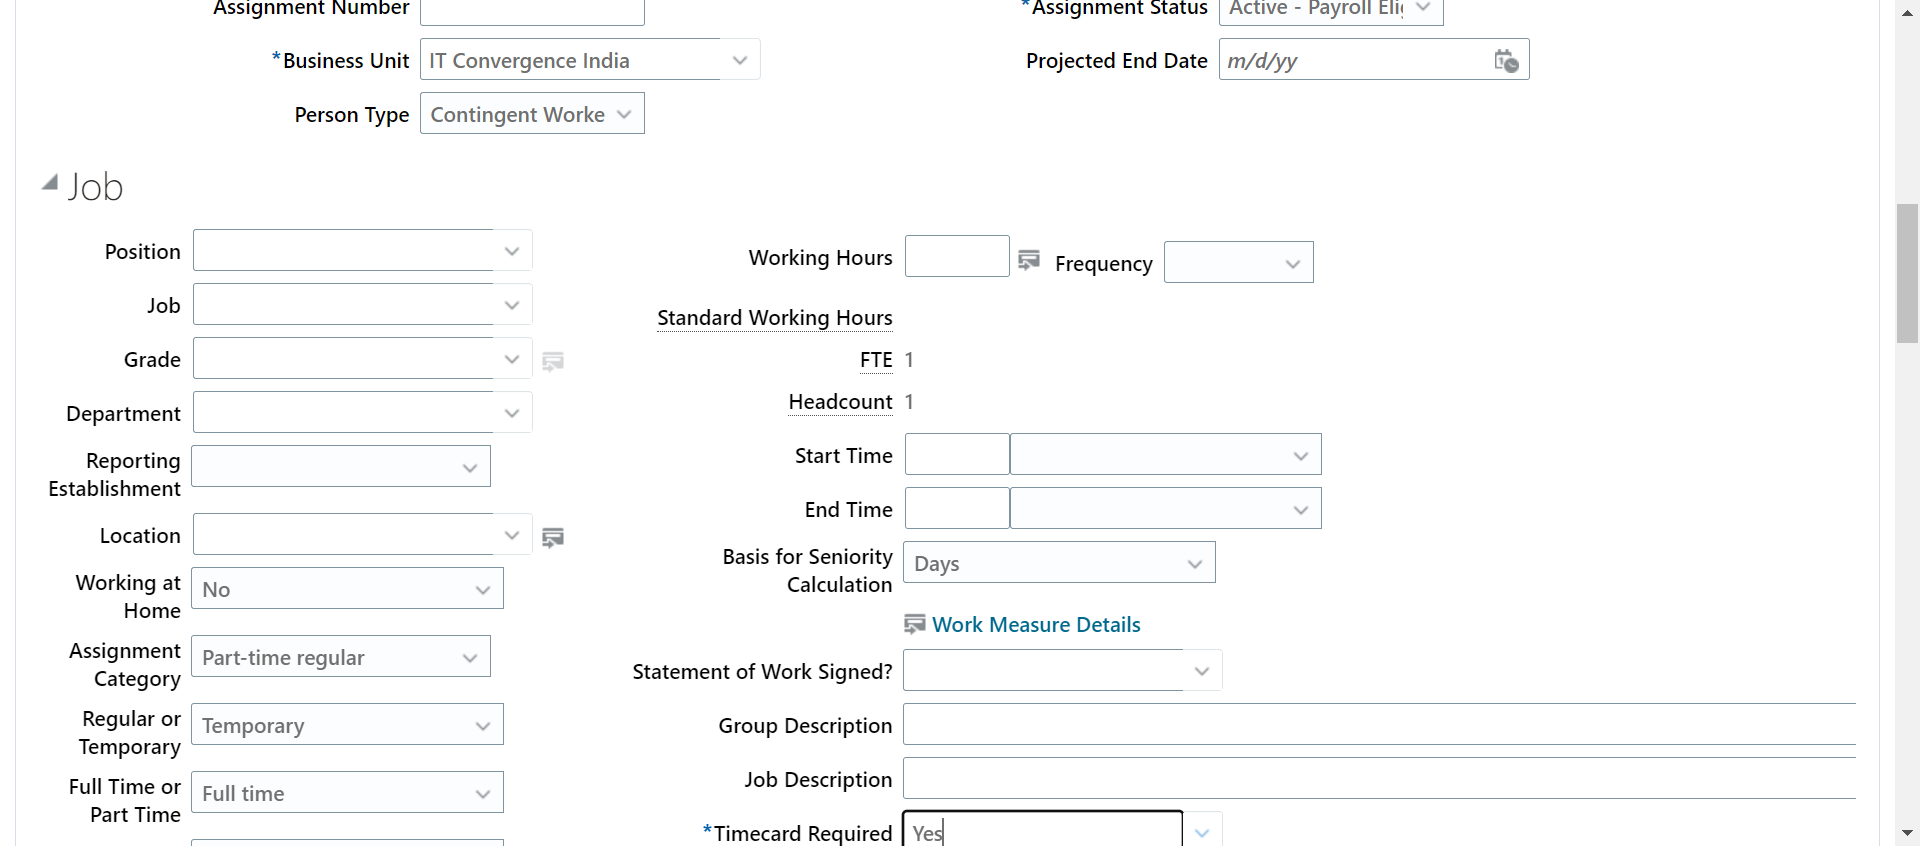 Assignment Number
*Assignment Status Active - Payroll Eli
*Business Unit IT Convergence India
Projected End Date m/d/yy
Person Type Contingent Worke
Job
Position
Working Hours
Frequency
Job
Standard Working Hours
Grade
FTE 1
Headcount 1
Department
Start Time
Reporting
Establishment
End Time
Location
Basis for Seniority
Calculation
Days
Working at
Home
No
Work Measure Details
Assignment
Category
Part-time regular
Statement of Work Signed?
Regular or
Temporary
Temporary
Group Description
Full Time or
Part Time
Full time
Job Description
*Timecard Required Yes